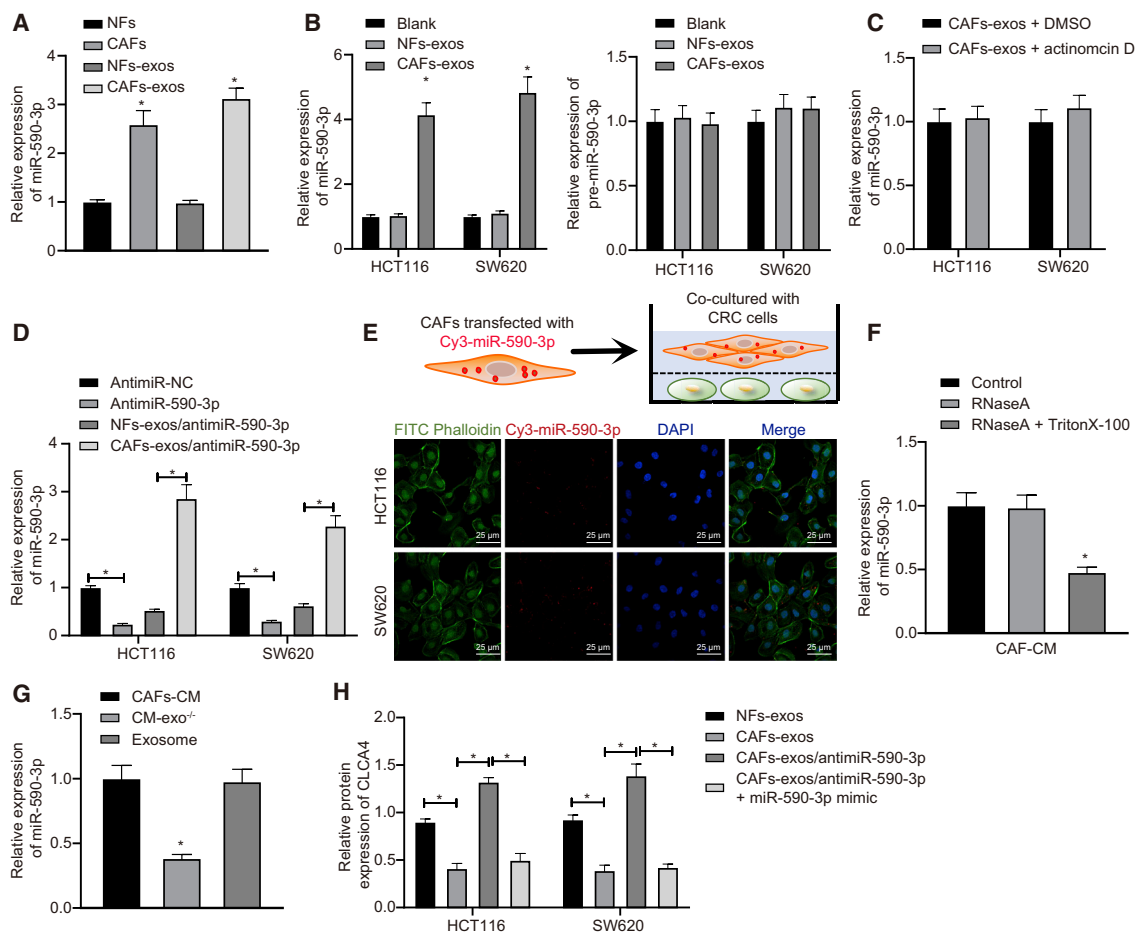 A
NFs
CAFs
NFs-exos
CAFs-exos
Relative expression
of miR-590-3p
4
3
2
1
0
*
*
B
Blank
NFs-exos
CAFs-exos
Relative expression
of miR-590-3p
6
4
2
0
*
*
HCT116
SW620
Blank
NFs-exos
CAFs-exos
Relative expression of
pre-miR-590-3p
1.5
1.0
0.5
0.0
HCT116
SW620
C
CAFs-exos + DMSO
CAFs-exos + actinomcin D
Relative expression
of miR-590-3p
1.5
1.0
0.5
0.0
HCT116
SW620
D
AntimiR-NC
AntimiR-590-3p
NFs-exos/antimiR-590-3p
CAFs-exos/antimiR-590-3p
Relative expression
of miR-590-3p
4
3
2
1
0
*
*
*
*
HCT116
SW620
E
CAFs transfected with
Cy3-miR-590-3p
Co-cultured with
CRC cells
FITC Phalloidin
Cy3-miR-590-3p
DAPI
Merge
HCT116
25 μm
25 μm
25 μm
25 μm
SW620
25 μm
25 μm
25 μm
25 μm
F
Control
RNaseA
RNaseA + TritonX-100
Relative expression
of miR-590-3p
1.5
1.0
0.5
0.0
*
CAF-CM
G
CAFs-CM
CM-exo-/-
Exosome
Relative expression
of miR-590-3p
1.5
1.0
0.5
0.0
*
H
NFs-exos
CAFs-exos
CAFs-exos/antimiR-590-3p
CAFs-exos/antimiR-590-3p
+ miR-590-3p mimic
Relative protein
expression of CLCA4
2.0
1.5
1.0
0.5
0.0
*
*
*
*
*
*
HCT116
SW620